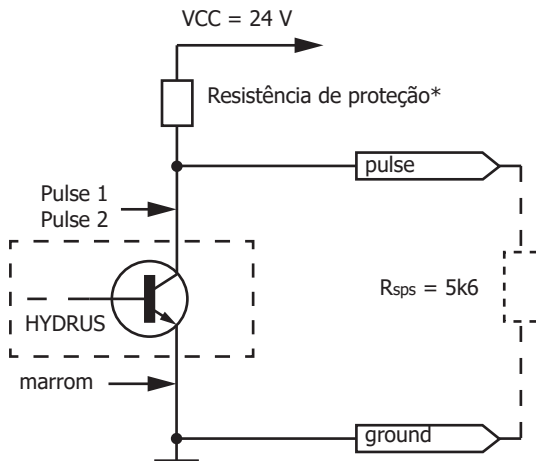 VCC = 24 V
Resistência de proteção*
pulse
Pulse 1
Pulse 2
Rsps = 5k6
HYDRUS
marrom
ground